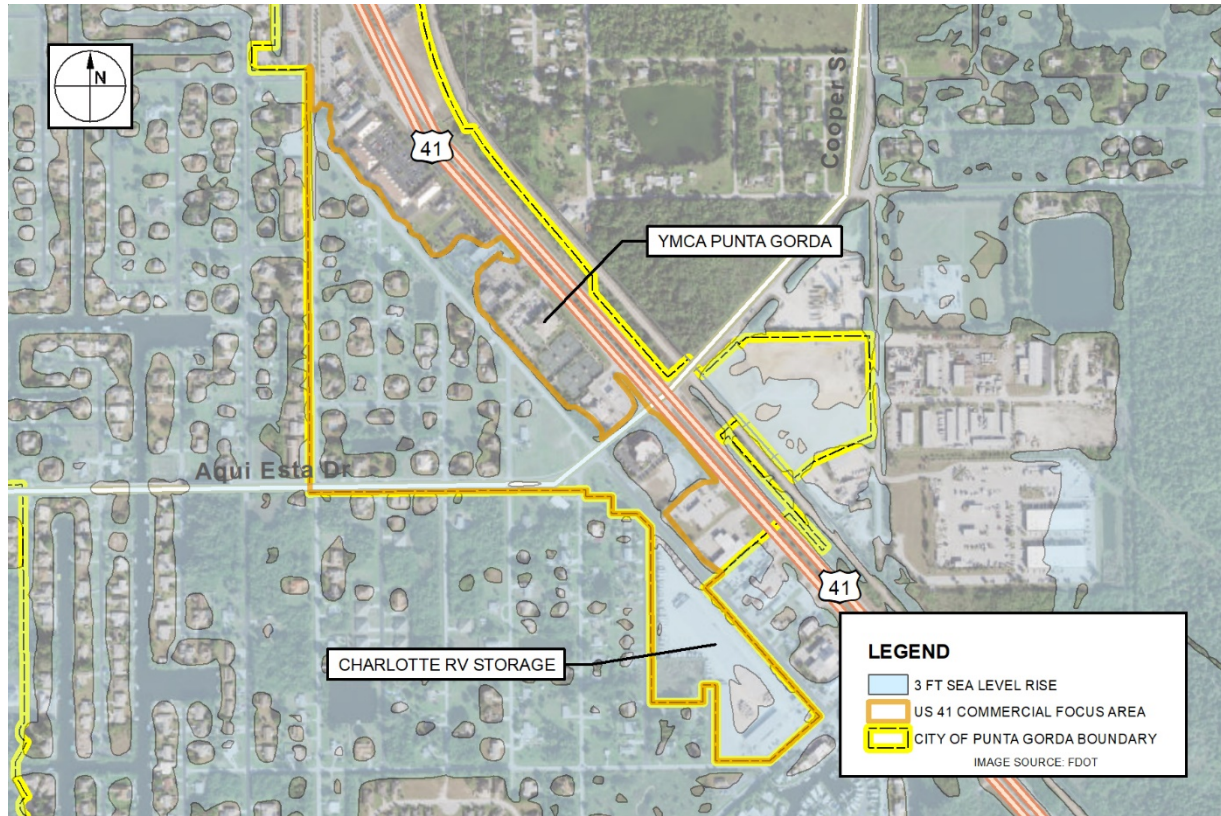 N
41
Cooper St
YMCA PUNTA GORDA
Aqui Esta Dr
41
CHARLOTTE RV STORAGE
LEGEND
3 FT SEA LEVEL RISE
US 41 COMMERCIAL FOCUS AREA
CITY OF PUNTA GORDA BOUNDARY
IMAGE SOURCE: FDOT